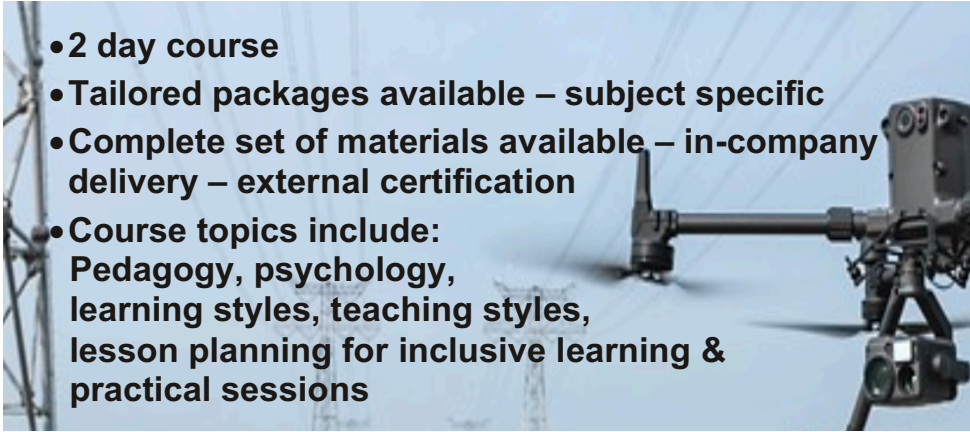 •2 day course
•Tailored packages available – subject specific
•Complete set of materials available – in-company
delivery – external certification
•Course topics include:
Pedagogy, psychology,
learning styles, teaching styles,
lesson planning for inclusive learning &
practical sessions